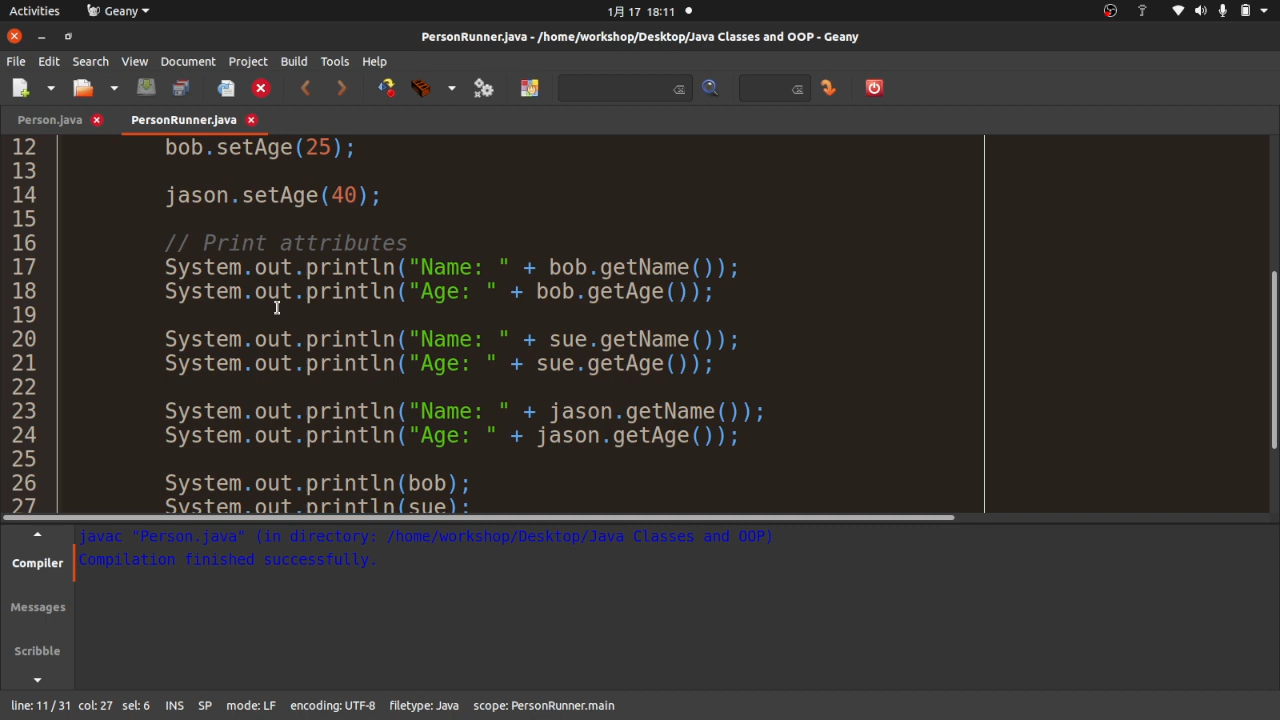 Activities Geany 1月 17 18:11
PersonRunner.java - /home/workshop/Desktop/Java Classes and OOP - Geany
File Edit Search View Document Project Build Tools Help
Person.java PersonRunner.java
12 bob.setAge(25);
13
14 jason.setAge(40);
15
16 // Print attributes
17 System.out.println("Name: " + bob.getName());
18 System.out.println("Age: " + bob.getAge());
19
20 System.out.println("Name: " + sue.getName());
21 System.out.println("Age: " + sue.getAge());
22
23 System.out.println("Name: " + jason.getName());
24 System.out.println("Age: " + jason.getAge());
25
26 System.out.println(bob);
27 System.out.println(sue);
javac "Person.java" (in directory: /home/workshop/Desktop/Java Classes and OOP)
Compiler Compilation finished successfully.
Messages
Scribble
line: 11 / 31 col: 27 sel: 6 INS SP mode: LF encoding: UTF-8 filetype: Java scope: PersonRunner.main